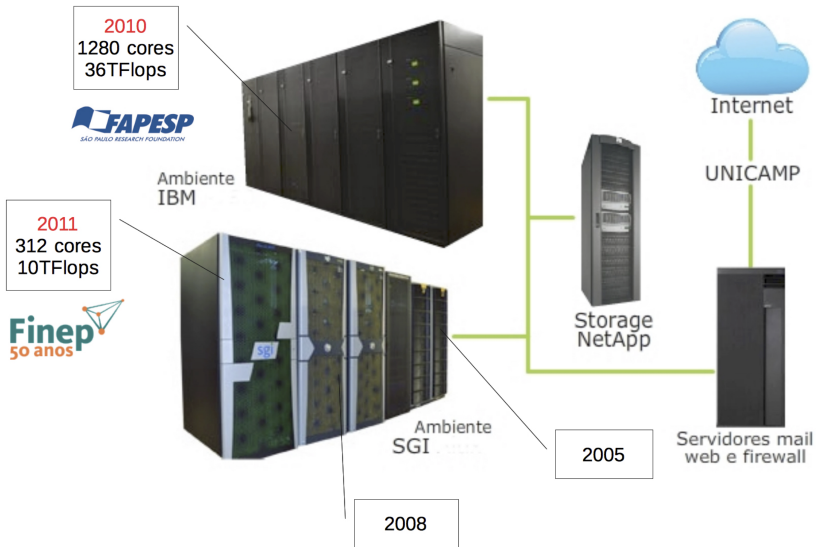 2010
1280 cores
36TFlops
FAPESP
SÃO PAULO RESEARCH FOUNDATION
Ambiente
IBM
Internet
UNICAMP
2011
312 cores
10TFlops
Finep
50 anos
sgi
Storage
NetApp
Ambiente
SGI
2005
Servidores mail
web e firewall
2008